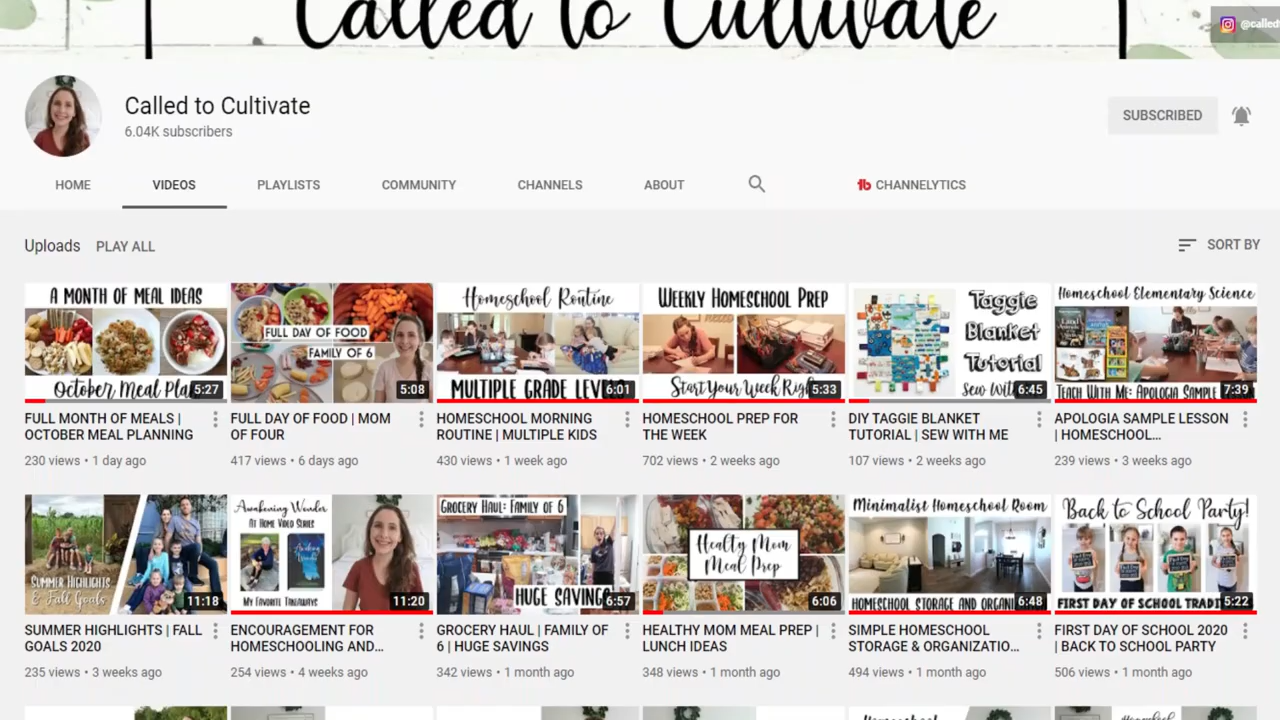 Called to Cultivate
Called to Cultivate
6.04K subscribers
SUBSCRIBED
HOME
VIDEOS
PLAYLISTS
COMMUNITY
CHANNELS
ABOUT
CHANNELYTICS
Uploads
PLAY ALL
SORT BY
A MONTH OF MEAL IDEAS
October Meal
5:27
FULL DAY OF FOOD
FAMILY OF 6
5:08
Homeschool Routine
MULTIPLE GRADE
6:01
WEEKLY HOMESCHOOL PREP
Start Your Week
5:33
Taggie
Blanket
Tutorial
Sew
6:45
Homeschool Elementary Science
TEACH WITH ME: APOLOGIA SAMPLE
7:39
FULL MONTH OF MEALS |
OCTOBER MEAL PLANNING
230 views • 1 day ago
FULL DAY OF FOOD | MOM
OF FOUR
417 views • 6 days ago
HOMESCHOOL MORNING
ROUTINE | MULTIPLE KIDS
430 views • 1 week ago
HOMESCHOOL PREP FOR
THE WEEK
702 views • 2 weeks ago
DIY TAGGIE BLANKET
TUTORIAL | SEW WITH ME
107 views • 2 weeks ago
APOLOGIA SAMPLE LESSON
| HOMESCHOOL...
239 views • 3 weeks ago
SUMMER HIGHLIGHTS
& Fall Goals
11:18
Awakening Wonder
AT HOME VIDEO SERIES
MY FAVORITE TAKEAWAYS
11:20
GROCERY HAUL: FAMILY OF 6
HUGE SAVINGS
6:57
Healty Mom
Meal Prep
6:06
Minimalist Homeschool Room
HOMESCHOOL STORAGE AND
6:48
Back to School Party!
FIRST DAY OF SCHOOL
5:22
SUMMER HIGHLIGHTS | FALL
GOALS 2020
235 views • 3 weeks ago
ENCOURAGEMENT FOR
HOMESCHOOLING AND...
254 views • 4 weeks ago
GROCERY HAUL | FAMILY OF
6 | HUGE SAVINGS
342 views • 1 month ago
HEALTHY MOM MEAL PREP |
LUNCH IDEAS
348 views • 1 month ago
SIMPLE HOMESCHOOL
STORAGE & ORGANIZATIO...
494 views • 1 month ago
FIRST DAY OF SCHOOL 2020
| BACK TO SCHOOL PARTY
506 views • 1 month ago